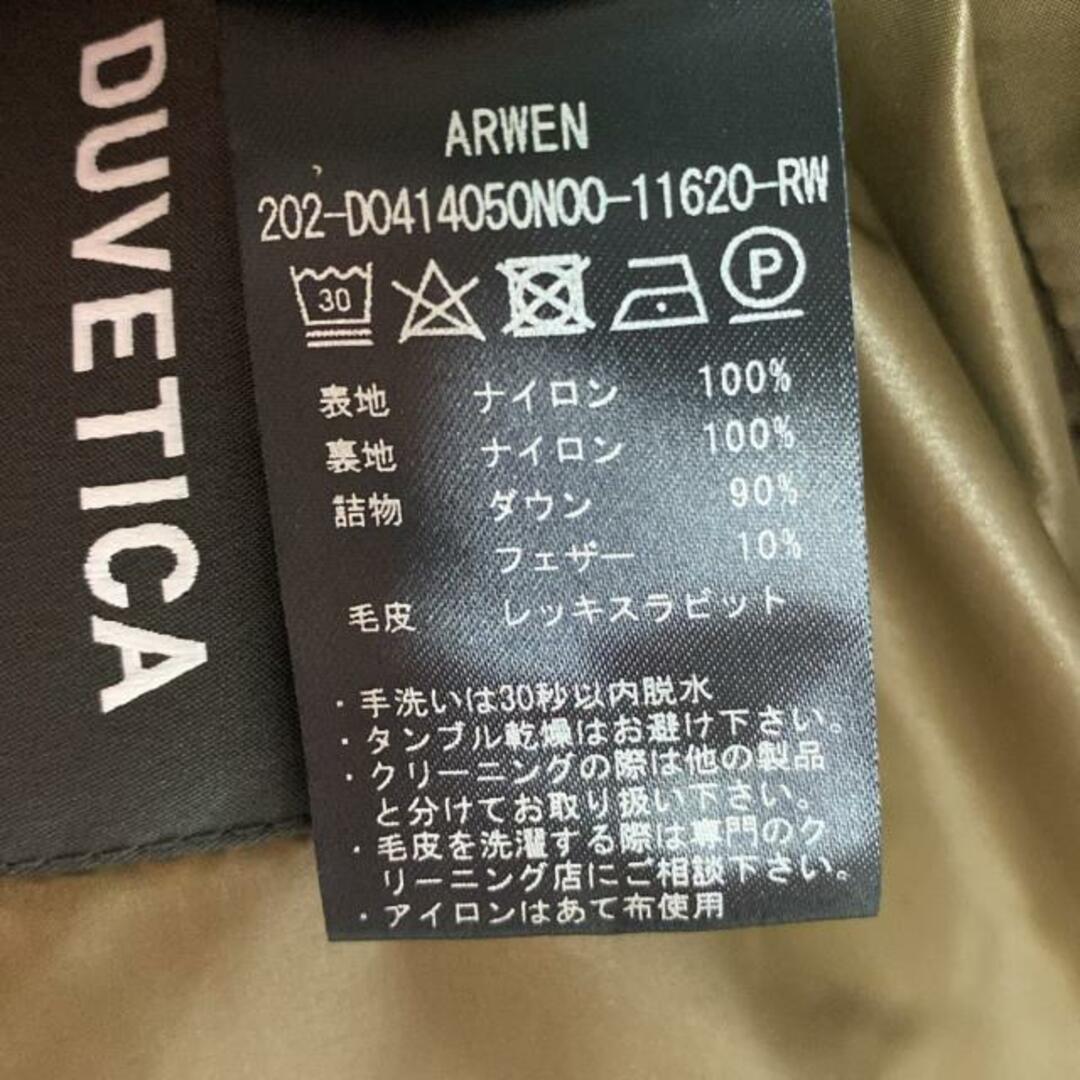 DUVETICA
ARWEN
202-D0414050N00-11620-RW
30
P
表地 ナイロン 100%
裏地 ナイロン 100%
詰物 ダウン 90%
フェザー 10%
毛皮 レッキスラビット
・手洗いは30秒以内脱水
・タンブル乾燥はお避け下さい。
・クリーニングの際は他の製品
と分けてお取り扱い下さい。
・毛皮を洗濯する際は専門のク
リーニング店にご相談下さい。
・アイロンはあて布使用